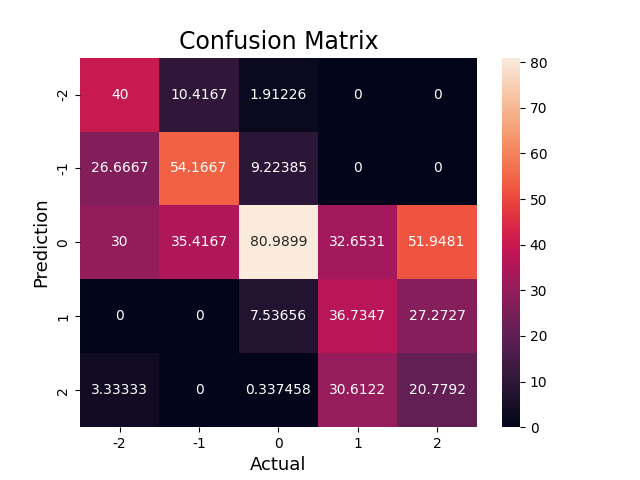 Confusion Matrix
Prediction
-2 40 10.4167 1.91226 0 0
-1 26.6667 54.1667 9.22385 0 0
0 30 35.4167 80.9899 32.6531 51.9481
1 0 0 7.53656 36.7347 27.2727
2 3.33333 0 0.337458 30.6122 20.7792
-2 -1 0 1 2
Actual
80
70
60
50
40
30
20
10
0